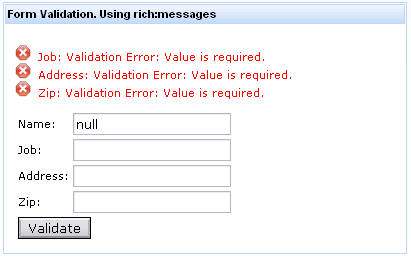 Form Validation. Using rich:messages
Job: Validation Error: Value is required.
Address: Validation Error: Value is required.
Zip: Validation Error: Value is required.
Name: null
Job:
Address:
Zip:
Validate